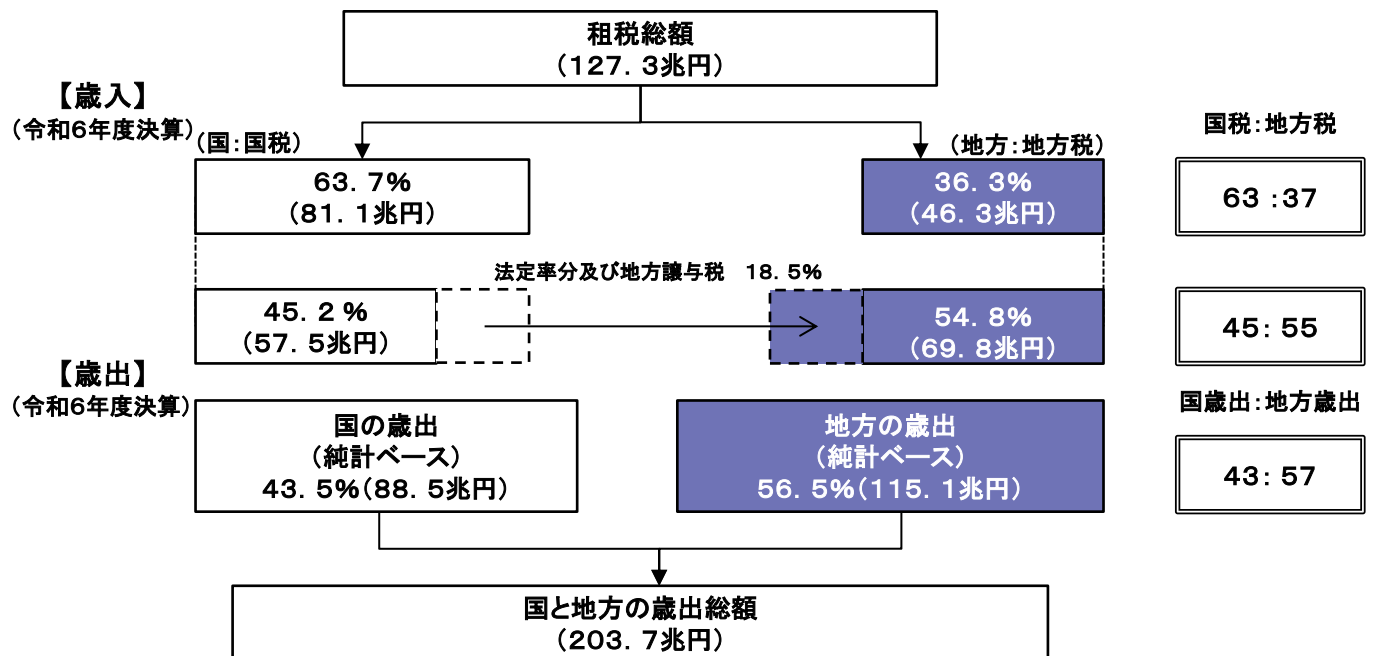 租税総額
（127．3兆円）
【歳入】
（令和6年度決算）
（国：国税）
（地方：地方税）
国税：地方税
63．7％
（81．1兆円）
36．3％
（46．3兆円）
63：37
法定率分及び地方譲与税　18．5％
45．2％
（57．5兆円）
54．8％
（69．8兆円）
45：55
【歳出】
（令和6年度決算）
国歳出：地方歳出
国の歳出
（純計ベース）
43．5％（88．5兆円）
地方の歳出
（純計ベース）
56．5％（115．1兆円）
43：57
国と地方の歳出総額
（203．7兆円）